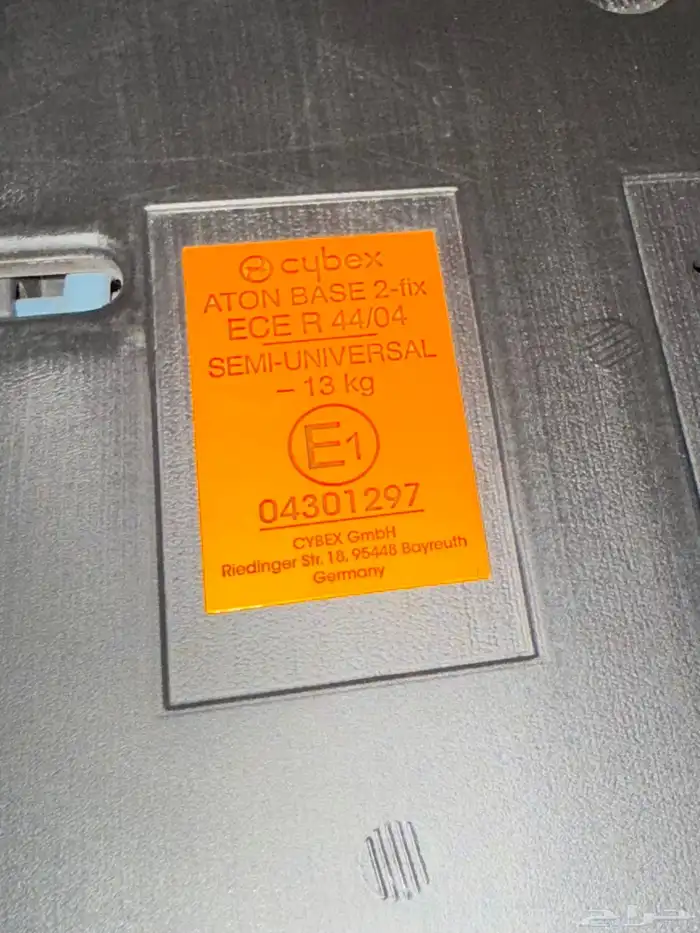 cybex
ATON BASE 2-fix
ECE R 44/04
SEMI-UNIVERSAL
– 13 kg
E1
04301297
CYBEX GmbH
Riedinger Str. 18, 95448 Bayreuth
Germany
حراج